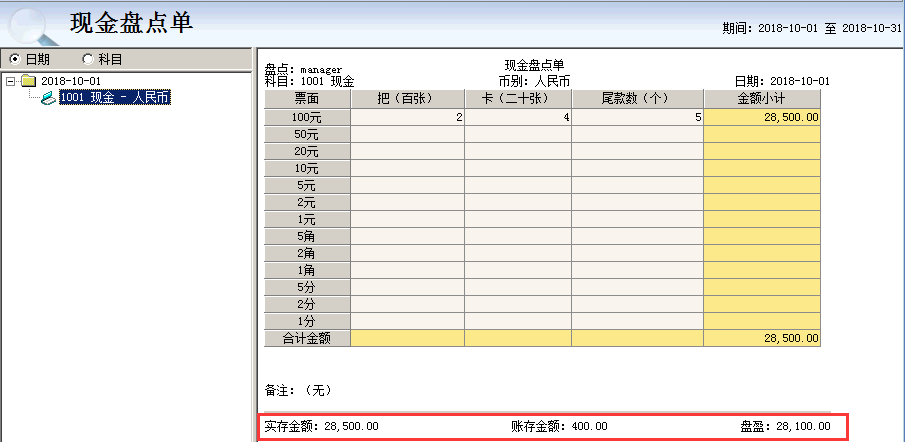 现金盘点单
期间: 2018-10-01 至 2018-10-31
日期 科目
2018-10-01
1001 现金 - 人民币
现金盘点单
盘点: manager
科目: 1001 现金 币别: 人民币 日期: 2018-10-01
票面 把（百张） 卡（二十张） 尾款数（个） 金额小计
100元 2 4 5 28,500.00
50元
20元
10元
5元
2元
1元
5角
2角
1角
5分
2分
1分
合计金额 28,500.00
备注: （无）
实存金额: 28,500.00 账存金额: 400.00 盘盈: 28,100.00